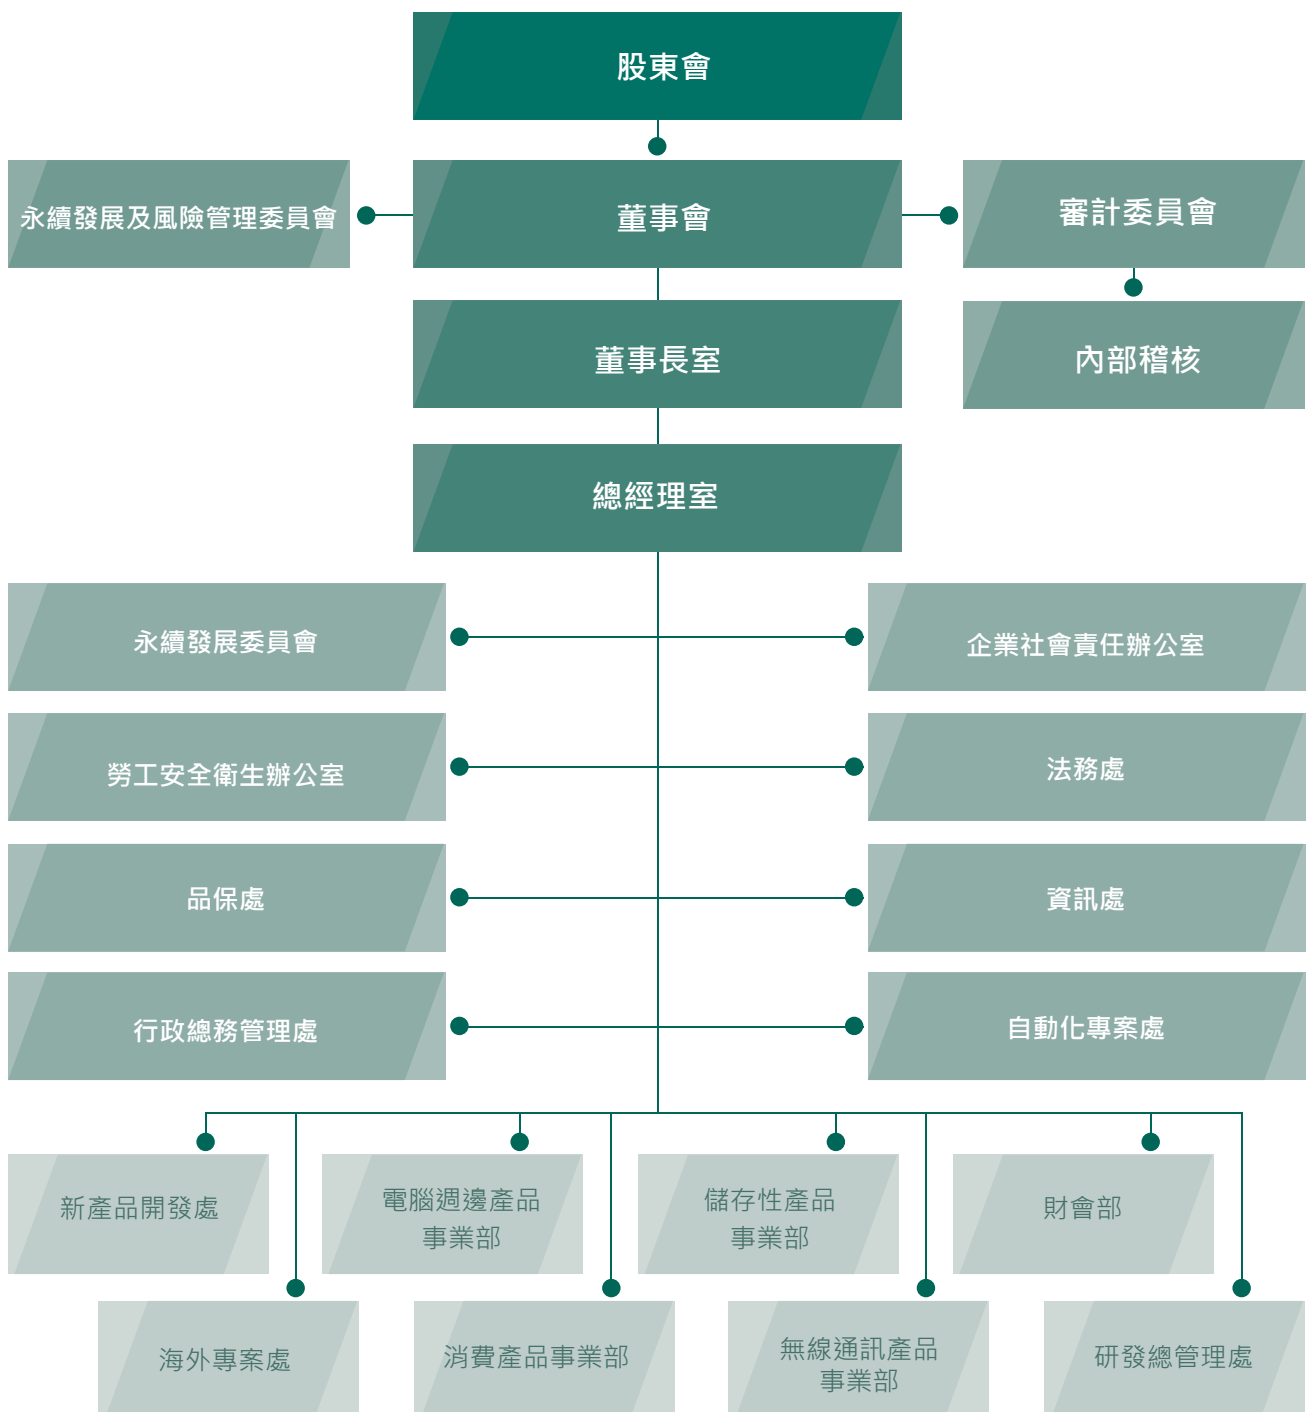 股東會
永續發展及風險管理委員會
董事會
審計委員會
董事長室
內部稽核
總經理室
永續發展委員會
企業社會責任辦公室
勞工安全衛生辦公室
法務處
品保處
資訊處
行政總務管理處
自動化專案處
新產品開發處
電腦週邊產品
事業部
儲存性產品
事業部
財會部
海外專案處
消費產品事業部
無線通訊產品
事業部
研發總管理處